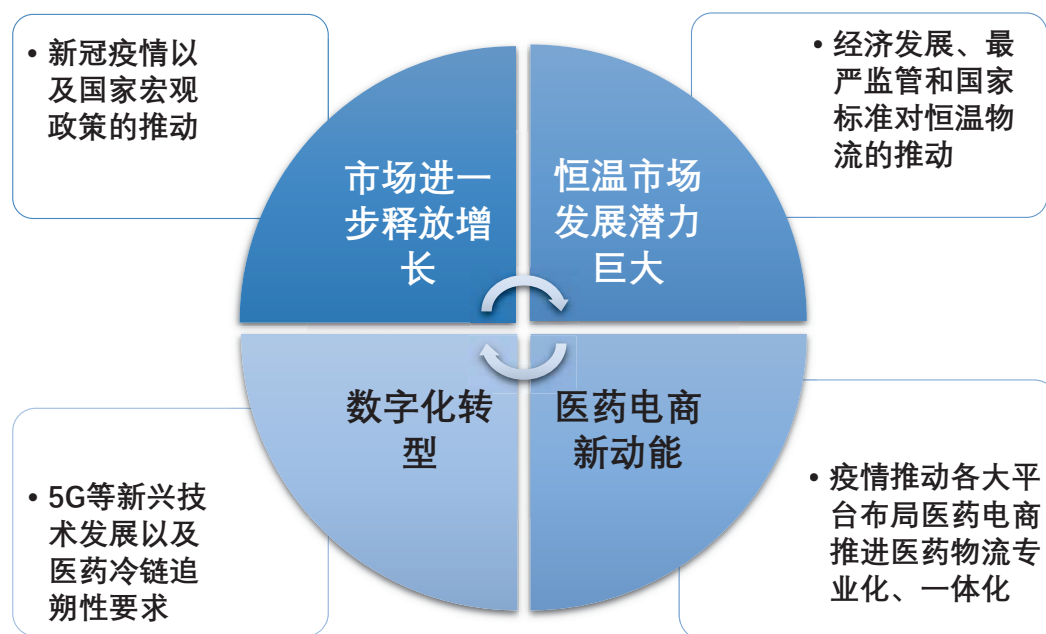 • 新冠疫情以
及国家宏观
政策的推动
市场进一
步释放增
长
恒温市场
发展潜力
巨大
• 经济发展、最
严监管和国家
标准对恒温物
流的推动
• 5G等新兴技
术发展以及
医药冷链追
朔性要求
数字化转
型
医药电商
新动能
• 疫情推动各大平
台布局医药电商
推进医药物流专
业化、一体化